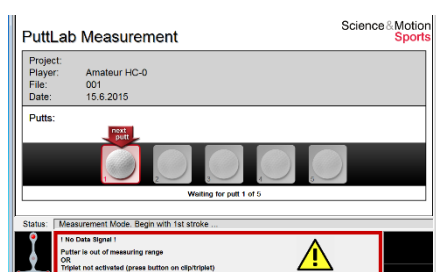 PuttLab Measurement
Science&Motion
Sports
Project:
Player: Amateur HC-0
File: 001
Date: 15.6.2015
Putts:
next
putt
1 2 3 4 5
Waiting for putt 1 of 5
Status: Measurement Mode. Begin with 1st stroke ...
! No Data Signal !
Putter is out of measuring range
OR
Triplet not activated (press button on clip/triplet)